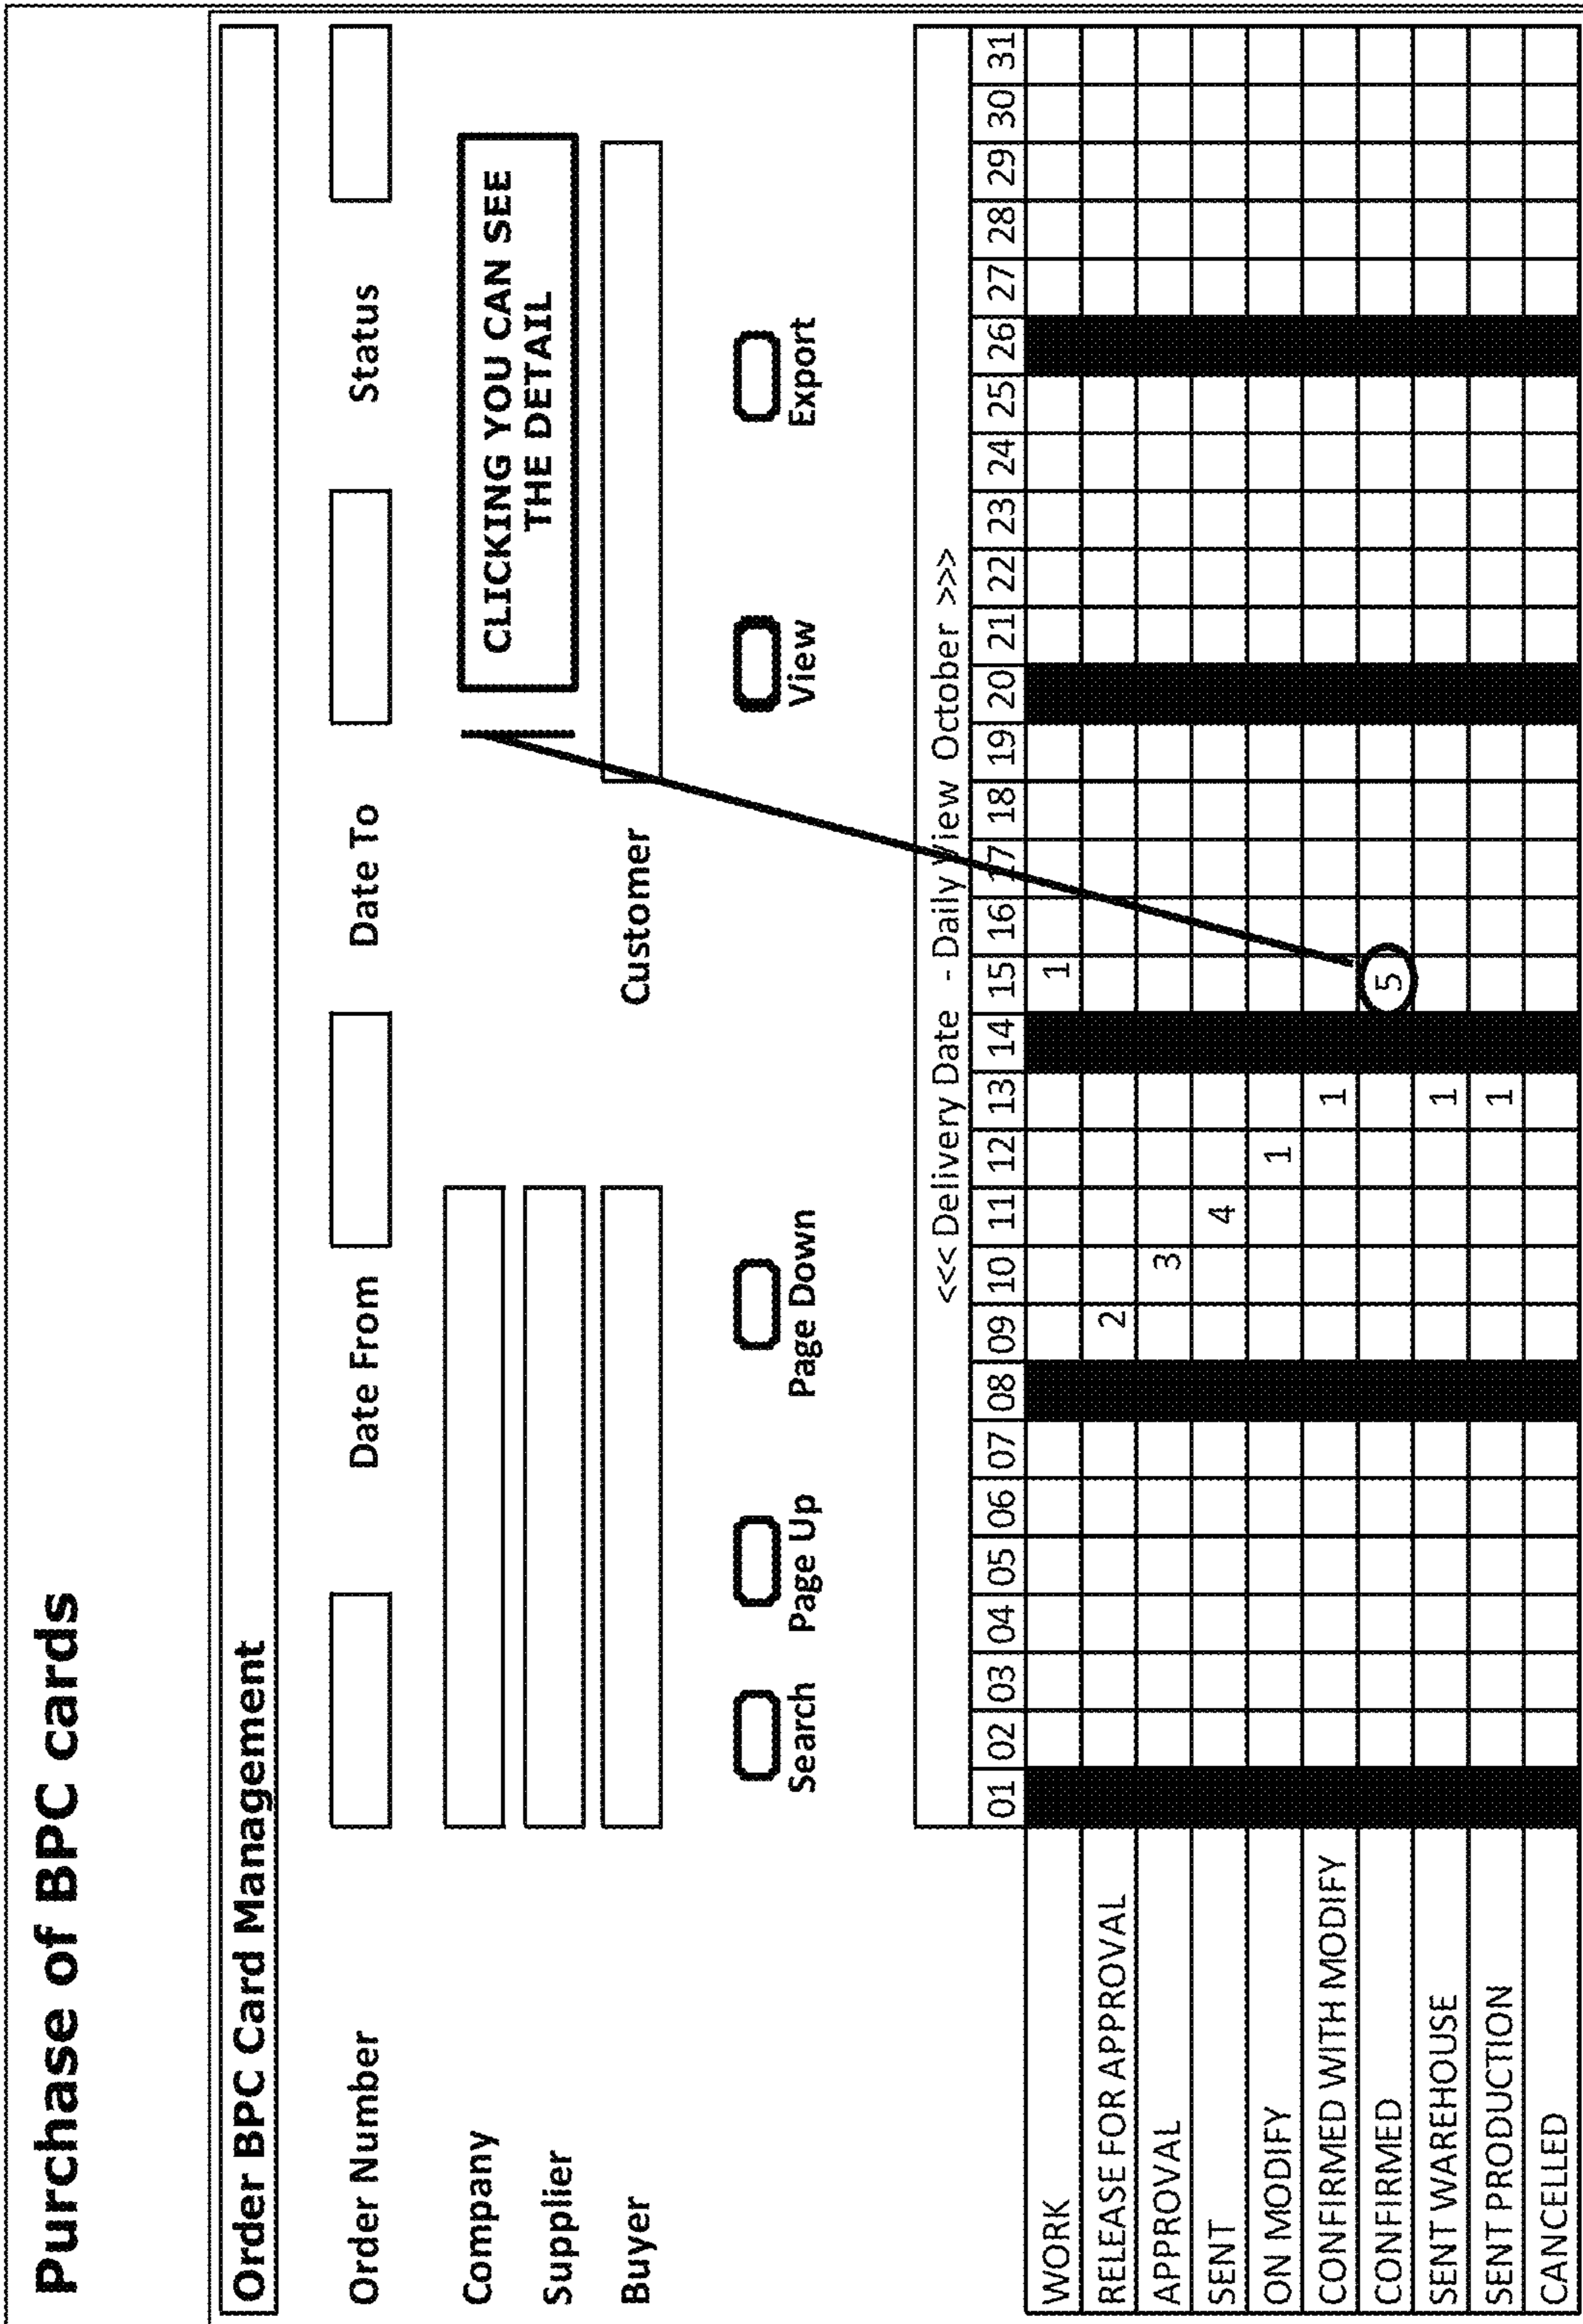 Purchase of BPC cards
Order BPC Card Management
Order Number Date From Date To Status
Company
CLICKING YOU CAN SEE
THE DETAIL
Supplier
Buyer Customer
Search Page Up Page Down View Export
<<< Delivery Date - Daily View October >>>
01 02 03 04 05 06 07 08 09 10 11 12 13 14 15 16 17 18 19 20 21 22 23 24 25 26 27 28 29 30 31
WORK 1
RELEASE FOR APPROVAL 2
APPROVAL 3
SENT 4
ON MODIFY 1
CONFIRMED WITH MODIFY 1
CONFIRMED 5
SENT WAREHOUSE 1
SENT PRODUCTION 1
CANCELLED